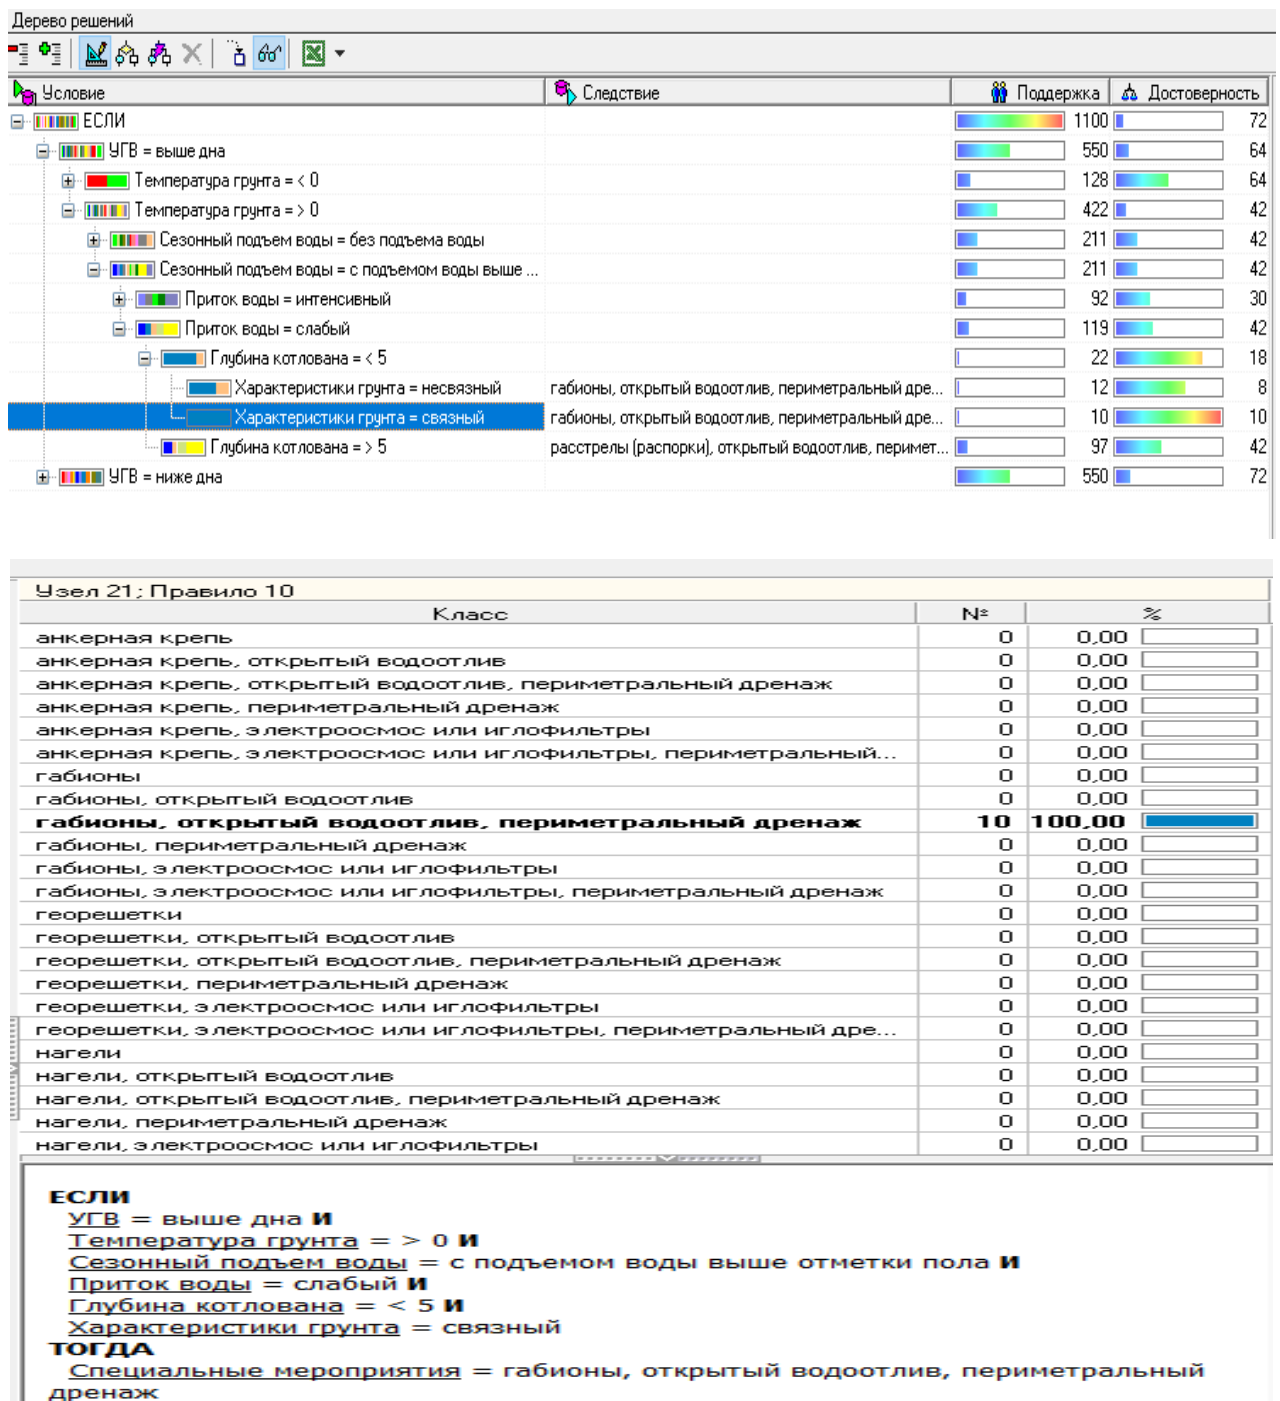 Дерево решений
Условие Следствие Поддержка Достоверность
ЕСЛИ 1100 72
УГВ = выше дна 550 64
Температура грунта = < 0 128 64
Температура грунта = > 0 422 42
Сезонный подъем воды = без подъема воды 211 42
Сезонный подъем воды = с подъемом воды выше ... 211 42
Приток воды = интенсивный 92 30
Приток воды = слабый 119 42
Глубина котлована = < 5 22 18
Характеристики грунта = несвязный габионы, открытый водоотлив, периметральный дре... 12 8
Характеристики грунта = связный габионы, открытый водоотлив, периметральный дре... 10 10
Глубина котлована = > 5 расстрелы (распорки), открытый водоотлив, перимет... 97 42
УГВ = ниже дна 550 72
Узел 21; Правило 10
Класс № %
анкерная крепь 0 0,00
анкерная крепь, открытый водоотлив 0 0,00
анкерная крепь, открытый водоотлив, периметральный дренаж 0 0,00
анкерная крепь, периметральный дренаж 0 0,00
анкерная крепь, электроосмос или иглофильтры 0 0,00
анкерная крепь, электроосмос или иглофильтры, периметральный... 0 0,00
габионы 0 0,00
габионы, открытый водоотлив 0 0,00
габионы, открытый водоотлив, периметральный дренаж 10 100,00
габионы, периметральный дренаж 0 0,00
габионы, электроосмос или иглофильтры 0 0,00
габионы, электроосмос или иглофильтры, периметральный дренаж 0 0,00
георешетки 0 0,00
георешетки, открытый водоотлив 0 0,00
георешетки, открытый водоотлив, периметральный дренаж 0 0,00
георешетки, периметральный дренаж 0 0,00
георешетки, электроосмос или иглофильтры 0 0,00
георешетки, электроосмос или иглофильтры, периметральный дре... 0 0,00
нагели 0 0,00
нагели, открытый водоотлив 0 0,00
нагели, открытый водоотлив, периметральный дренаж 0 0,00
нагели, периметральный дренаж 0 0,00
нагели, электроосмос или иглофильтры 0 0,00
ЕСЛИ
УГВ = выше дна И
Температура грунта = > 0 И
Сезонный подъем воды = с подъемом воды выше отметки пола И
Приток воды = слабый И
Глубина котлована = < 5 И
Характеристики грунта = связный
ТОГДА
Специальные мероприятия = габионы, открытый водоотлив, периметральный
дренаж